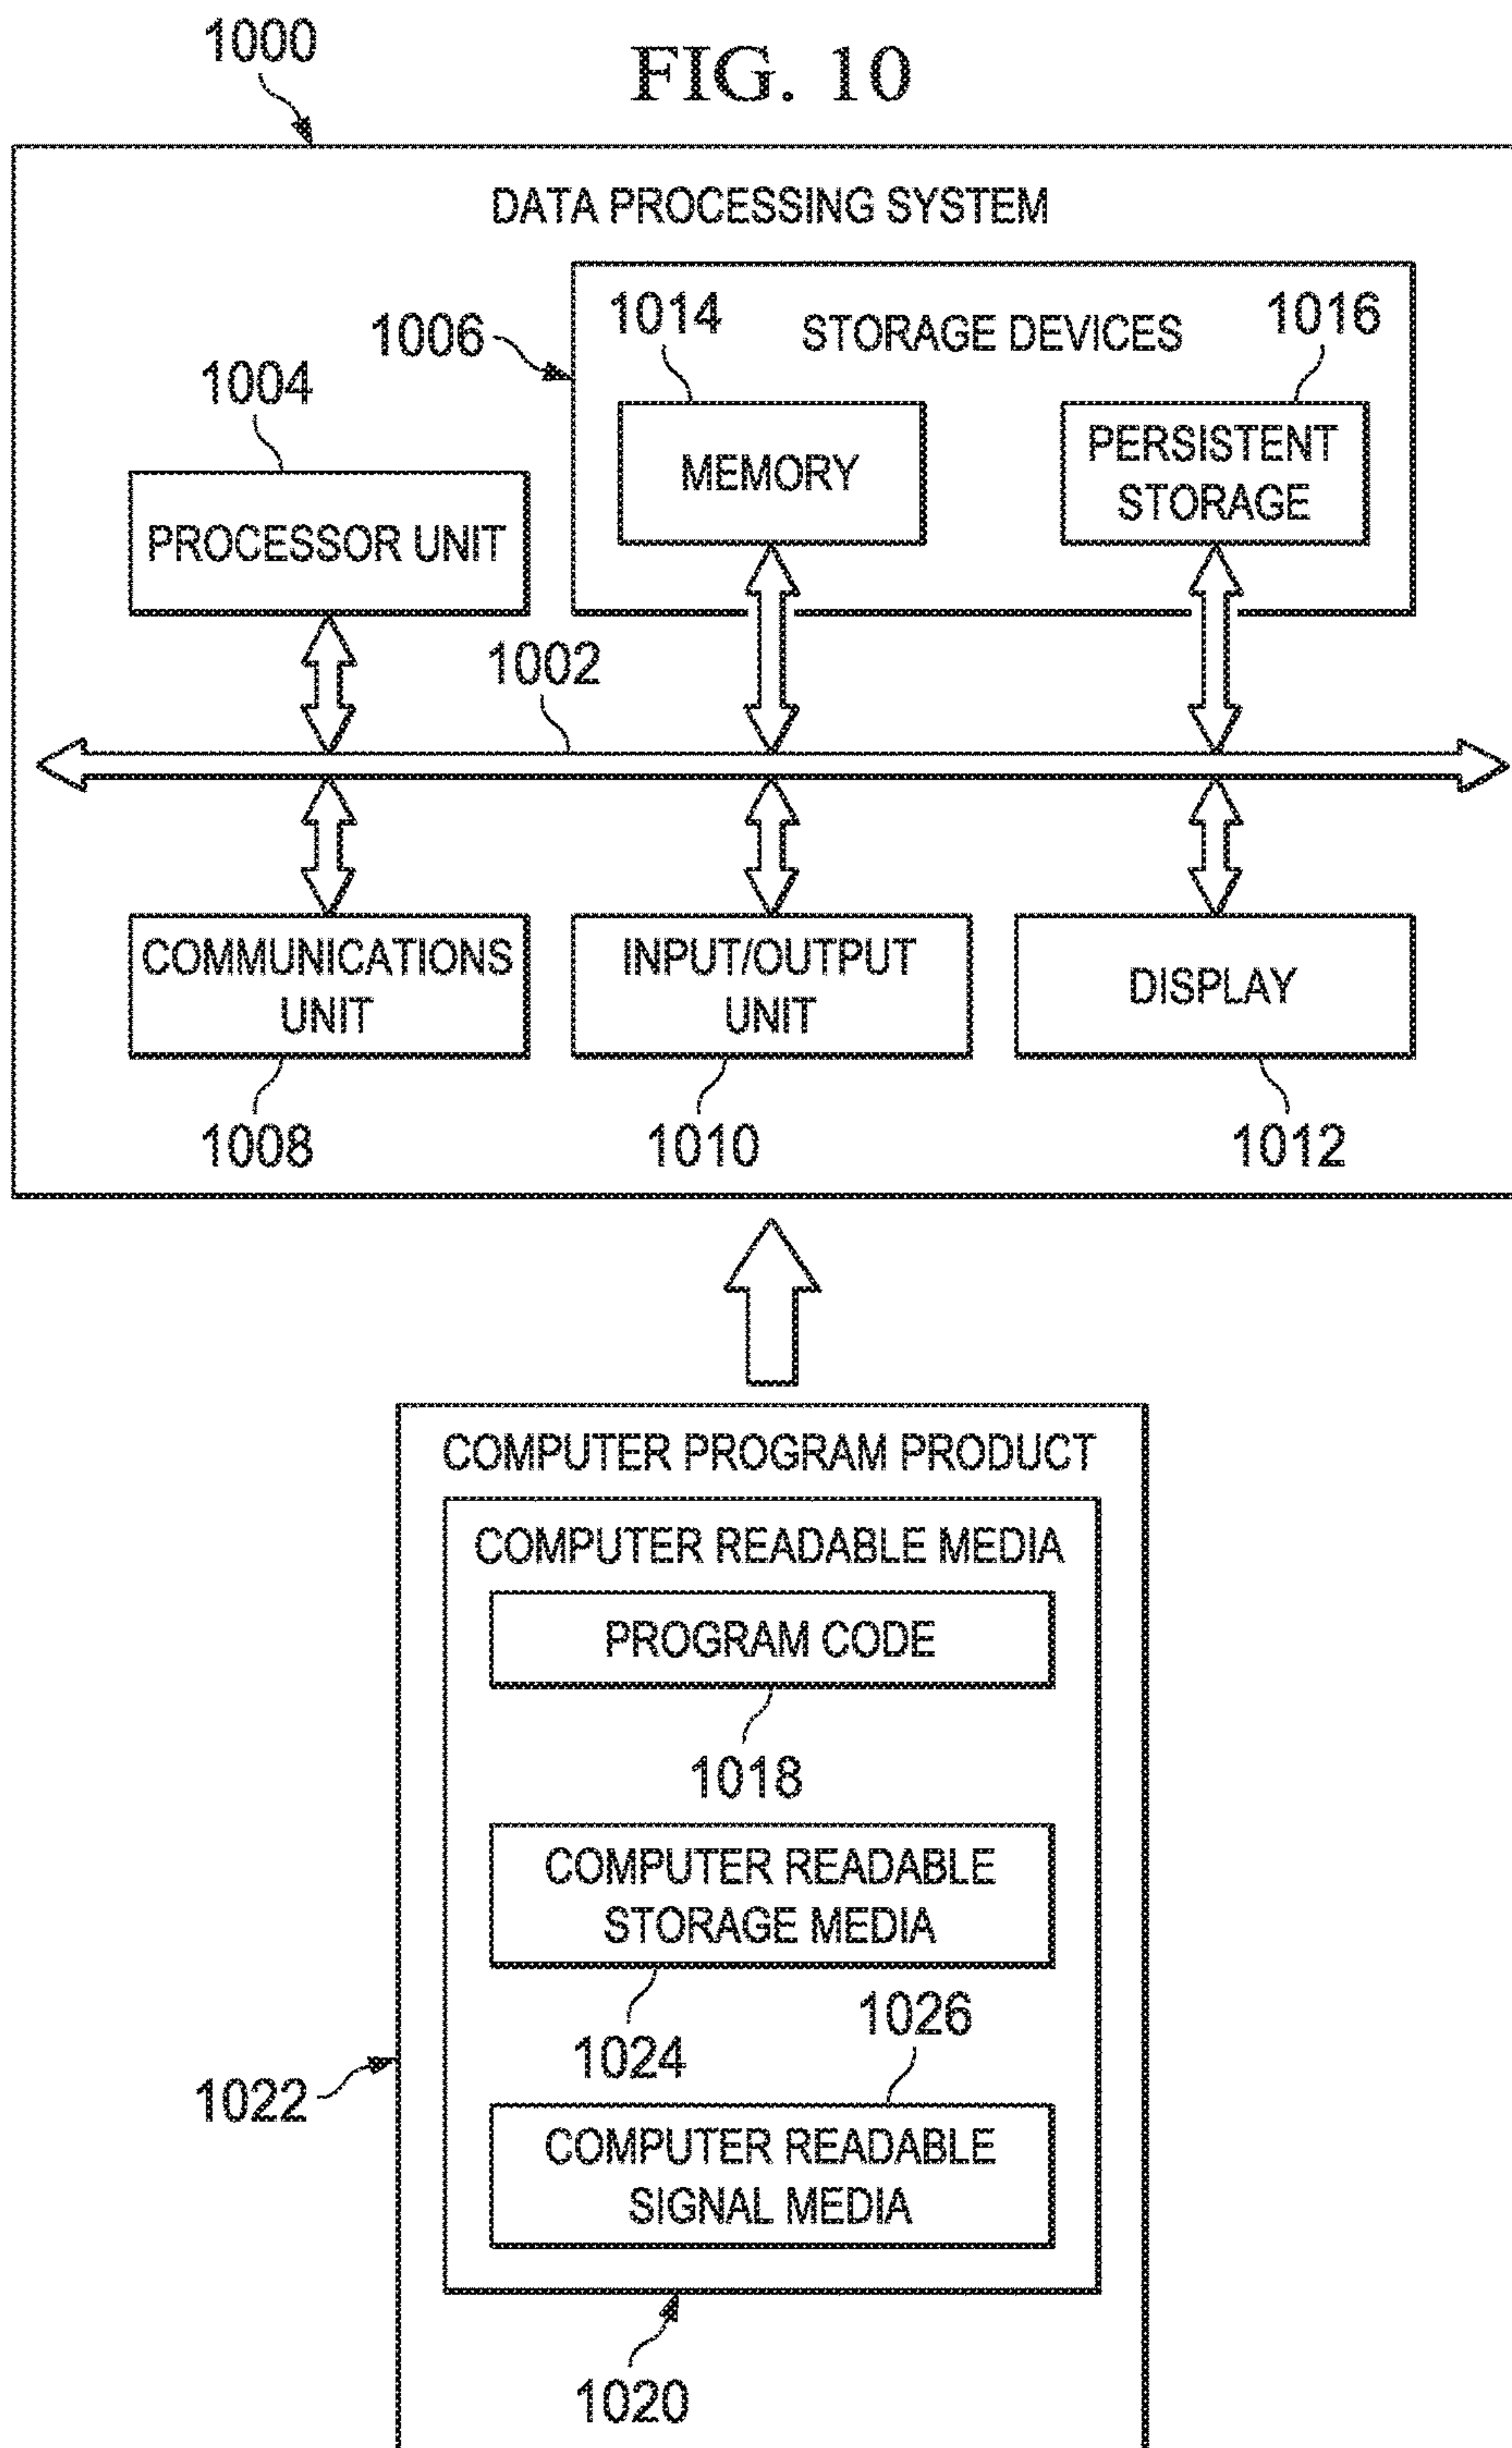 1000
FIG. 10
DATA PROCESSING SYSTEM
1006
1014
STORAGE DEVICES
1016
1004
MEMORY
PERSISTENT
STORAGE
PROCESSOR UNIT
1002
COMMUNICATIONS
UNIT
INPUT/OUTPUT
UNIT
DISPLAY
1008
1010
1012
COMPUTER PROGRAM PRODUCT
COMPUTER READABLE MEDIA
PROGRAM CODE
1018
COMPUTER READABLE
STORAGE MEDIA
1024
1026
1022
COMPUTER READABLE
SIGNAL MEDIA
1020